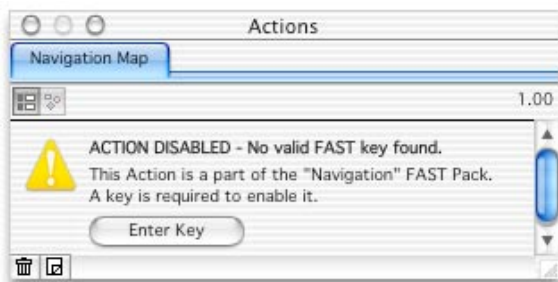 Actions
Navigation Map
1.00
ACTION DISABLED - No valid FAST key found.
This Action is a part of the "Navigation" FAST Pack.
A key is required to enable it.
Enter Key